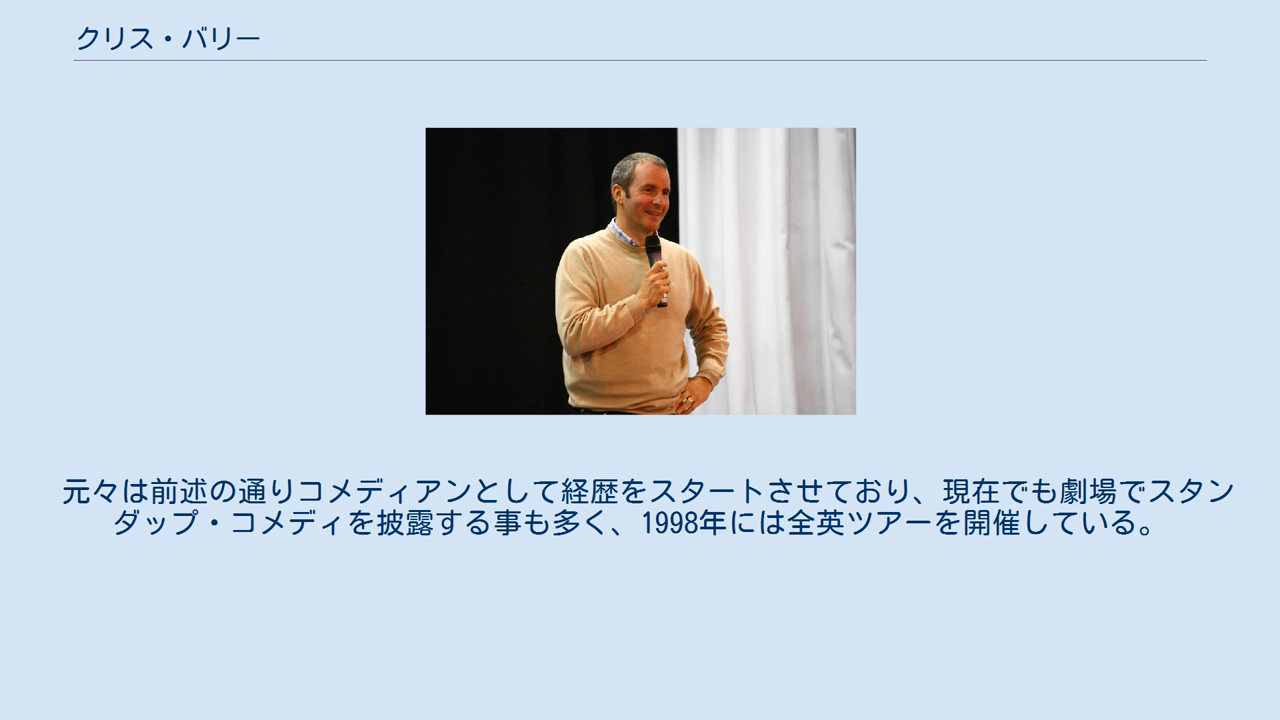 クリス・バリー
元々は前述の通りコメディアンとして経歴をスタートさせており、現在でも劇場でスタン
ダップ・コメディを披露する事も多く、1998年には全英ツアーを開催している。